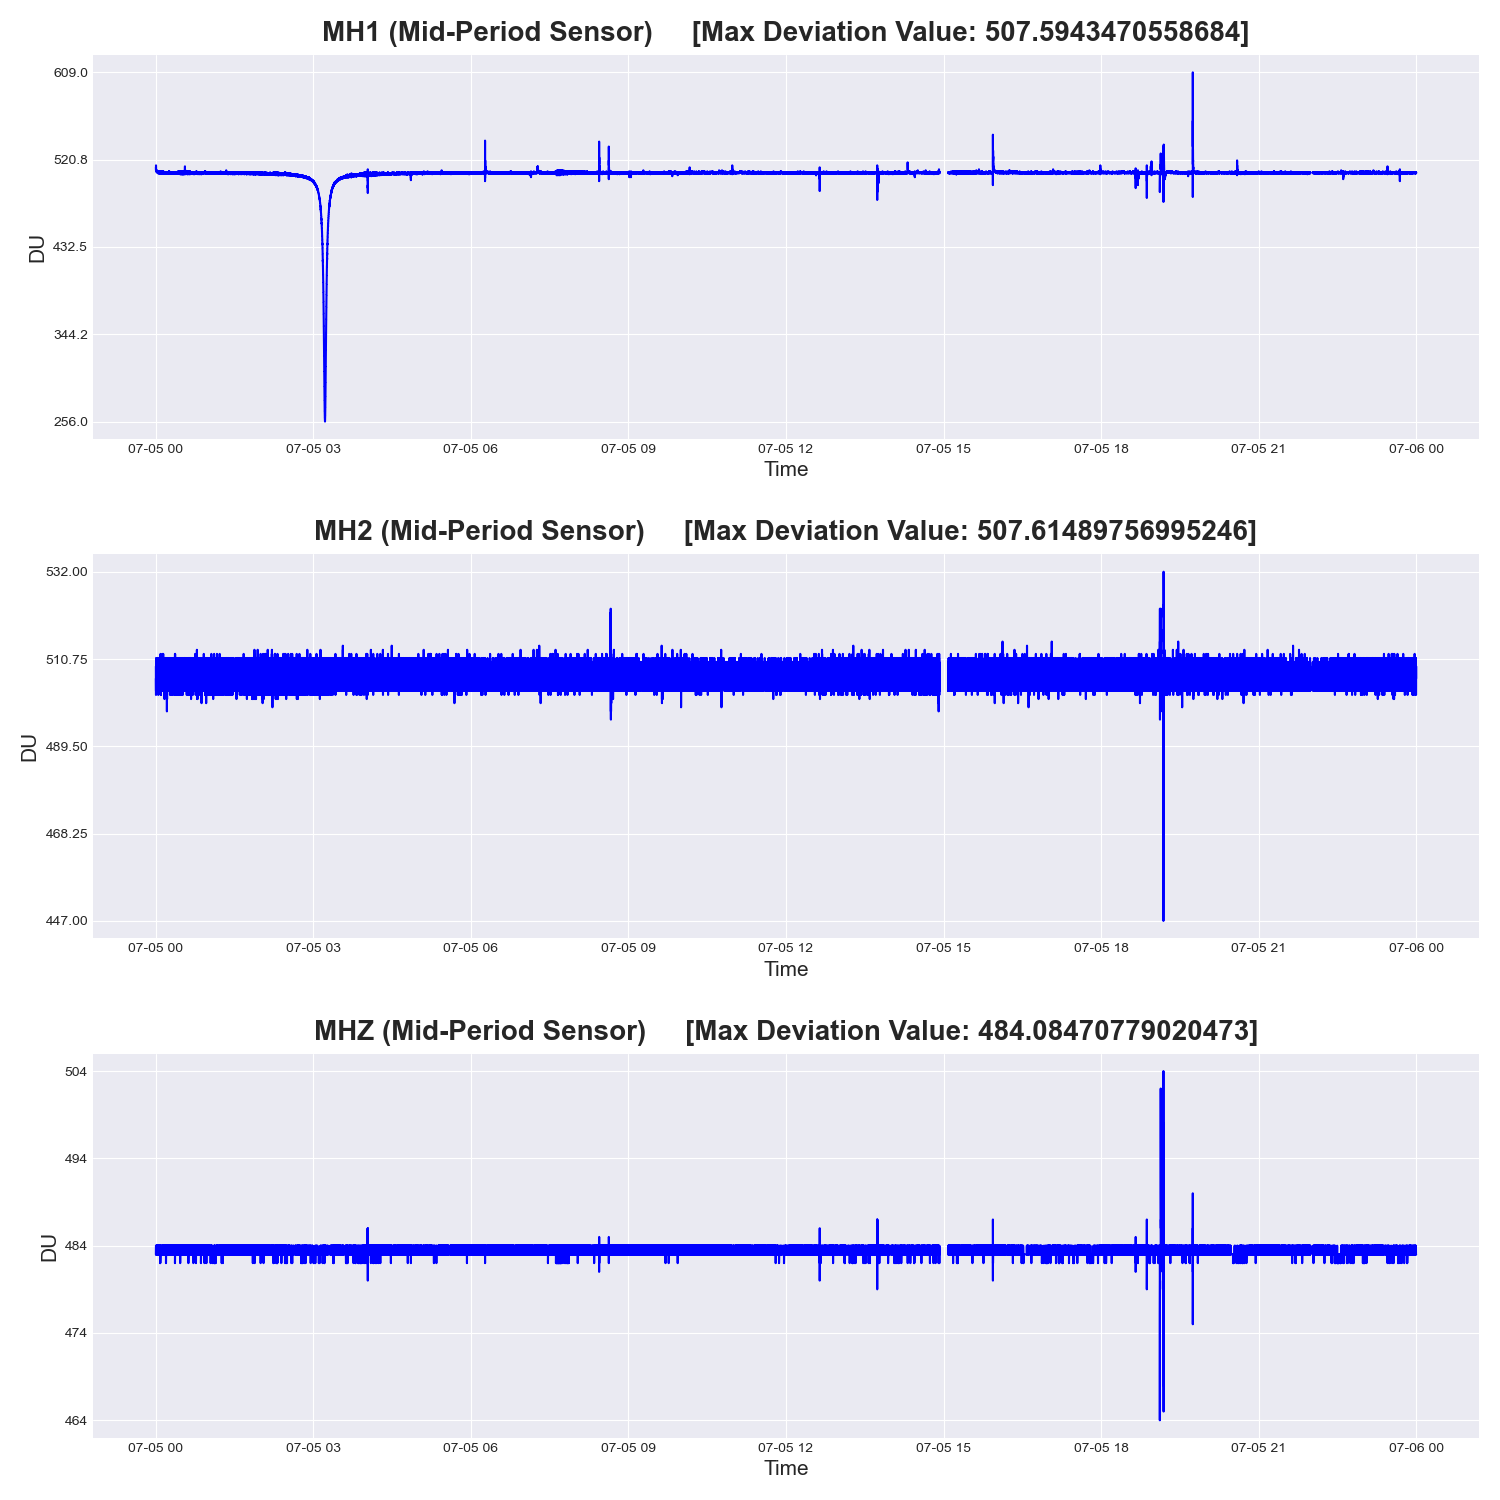 MH1 (Mid-Period Sensor) [Max Deviation Value: 507.5943470558684]
609.0
520.8
432.5
344.2
256.0
DU
07-05 00 07-05 03 07-05 06 07-05 09 07-05 12 07-05 15 07-05 18 07-05 21 07-06 00
Time
MH2 (Mid-Period Sensor) [Max Deviation Value: 507.61489756995246]
532.00
510.75
489.50
468.25
447.00
DU
07-05 00 07-05 03 07-05 06 07-05 09 07-05 12 07-05 15 07-05 18 07-05 21 07-06 00
Time
MHZ (Mid-Period Sensor) [Max Deviation Value: 484.08470779020473]
504
494
484
474
464
DU
07-05 00 07-05 03 07-05 06 07-05 09 07-05 12 07-05 15 07-05 18 07-05 21 07-06 00
Time